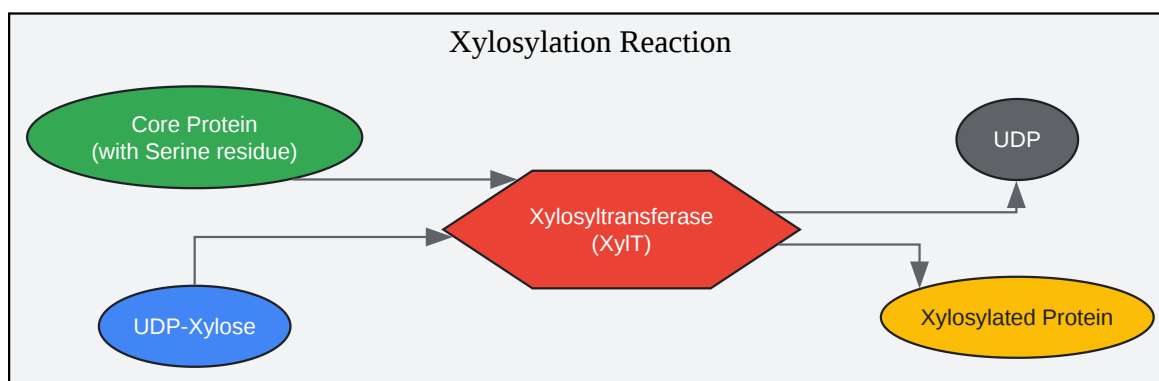 Xylosylation Reaction
Core Protein
(with Serine residue)
UDP
Xylosyltransferase
(XylT)
UDP-Xylose
Xylosylated Protein